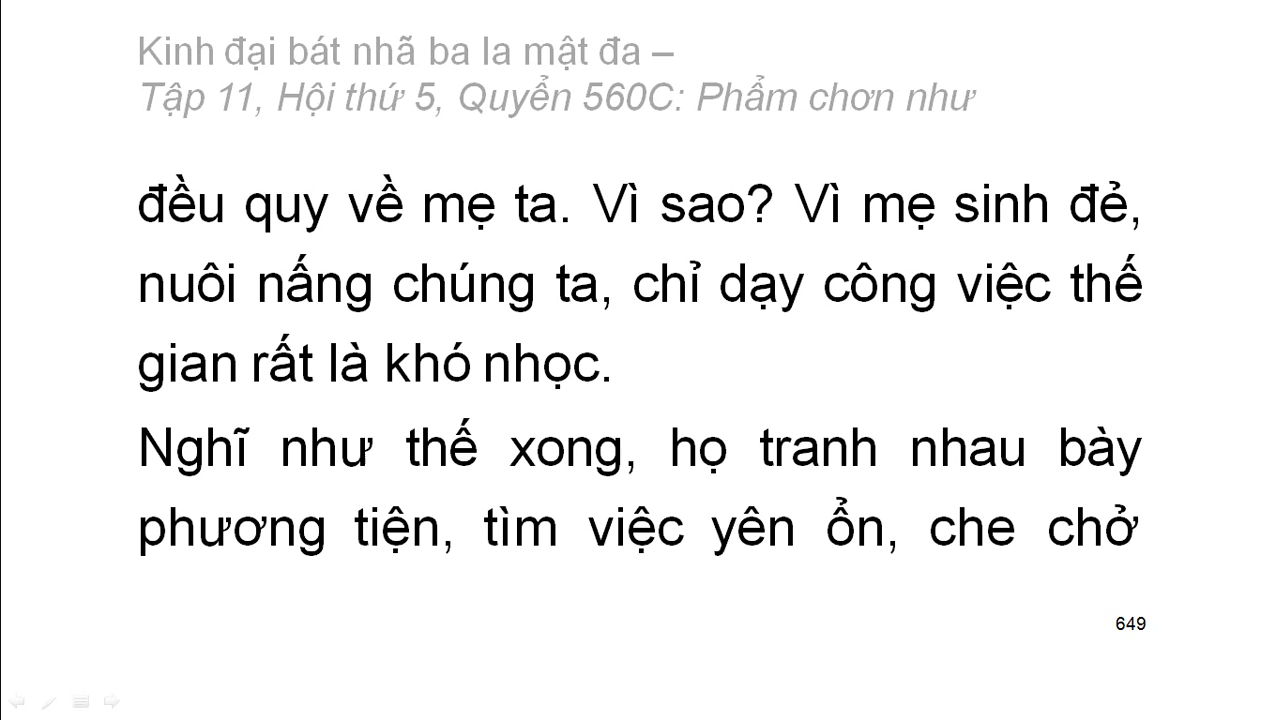 Kinh đại bát nhã ba la mật đa –
Tập 11, Hội thứ 5, Quyển 560C: Phẩm chơn như
đều quy về mẹ ta. Vì sao? Vì mẹ sinh đẻ,
nuôi nấng chúng ta, chỉ dạy công việc thế
gian rất là khó nhọc.
Nghĩ như thế xong, họ tranh nhau bày
phương tiện, tìm việc yên ổn, che chở
649